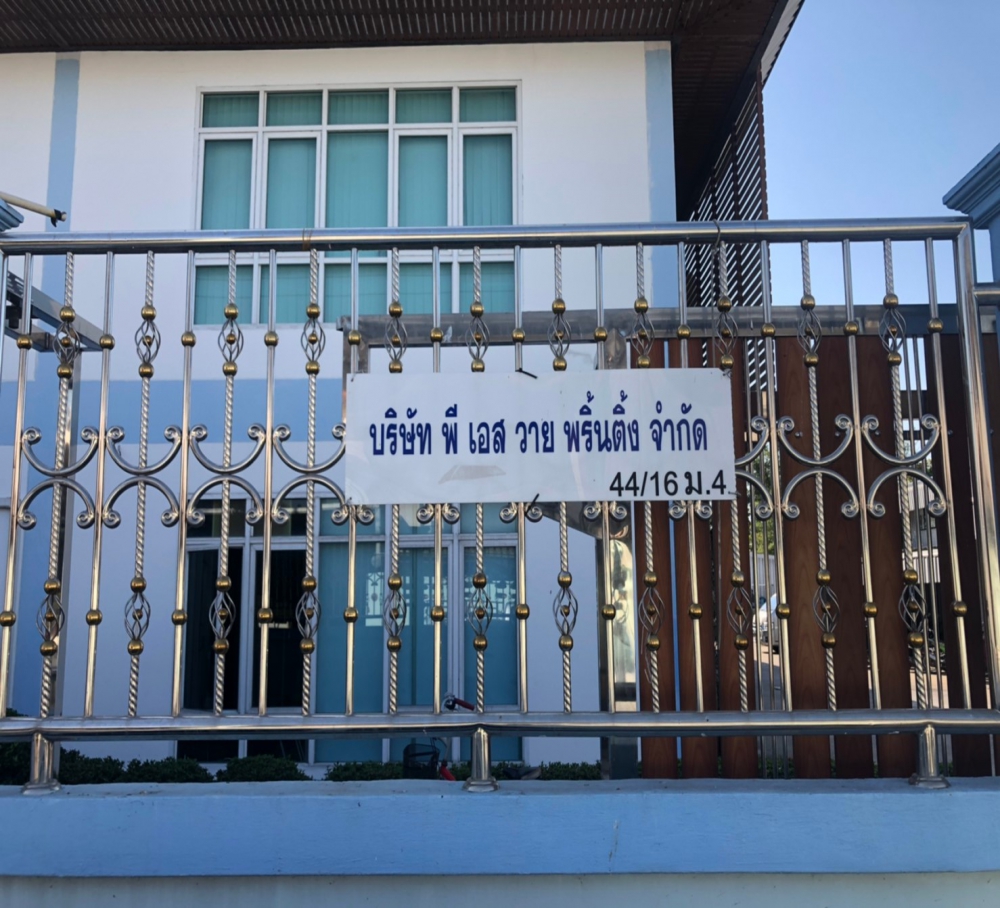 บริษัท พี เอส วาย พริ้นติ้ง จำกัด
44/16 ม.4